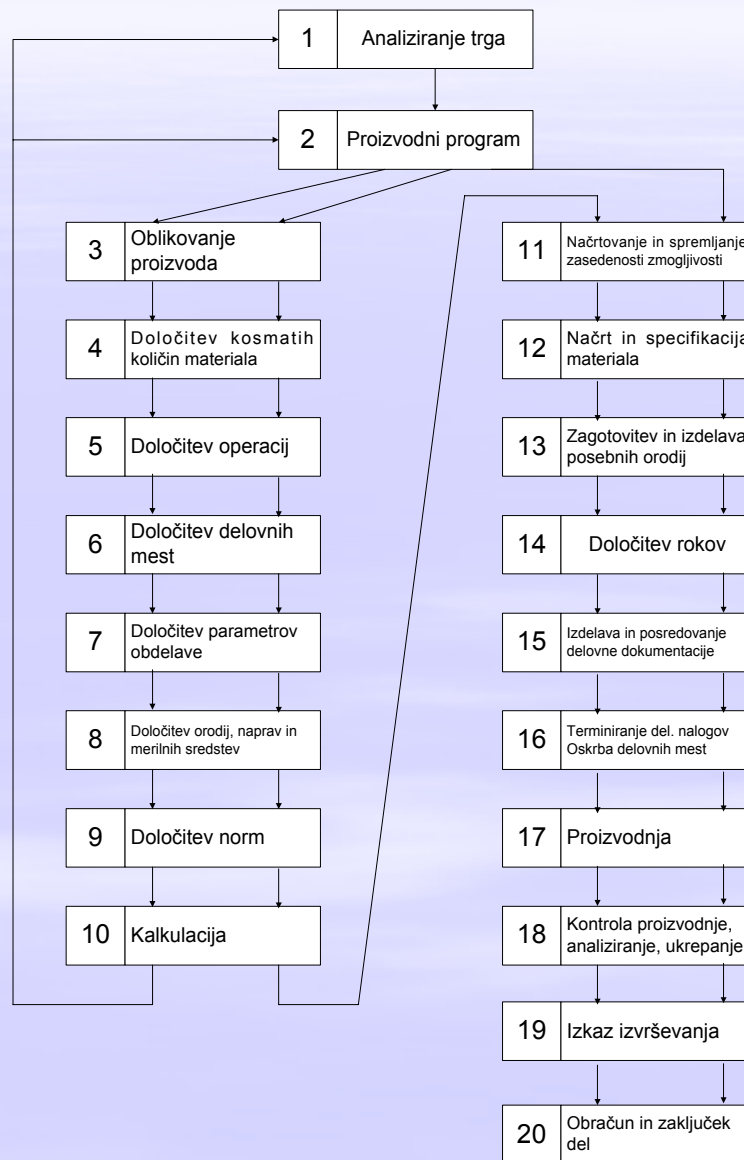 1 Analiziranje trga
2 Proizvodni program
3 Oblikovanje
proizvoda
4 Določitev kosmatih
količin materiala
5 Določitev operacij
6 Določitev delovnih
mest
7 Določitev parametrov
obdelave
8 Določitev orodij, naprav in
merilnih sredstev
9 Določitev norm
10 Kalkulacija
11 Načrtovanje in spremljanje
zasedenosti zmogljivosti
12 Načrt in specifikacija
materiala
13 Zagotovitev in izdelava
posebnih orodij
14 Določitev rokov
15 Izdelava in posredovanje
delovne dokumentacije
16 Terminiranje del. nalogov
Oskrba delovnih mest
17 Proizvodnja
18 Kontrola proizvodnje,
analiziranje, ukrepanje
19 Izkaz izvrševanja
20 Obračun in zaključek
del